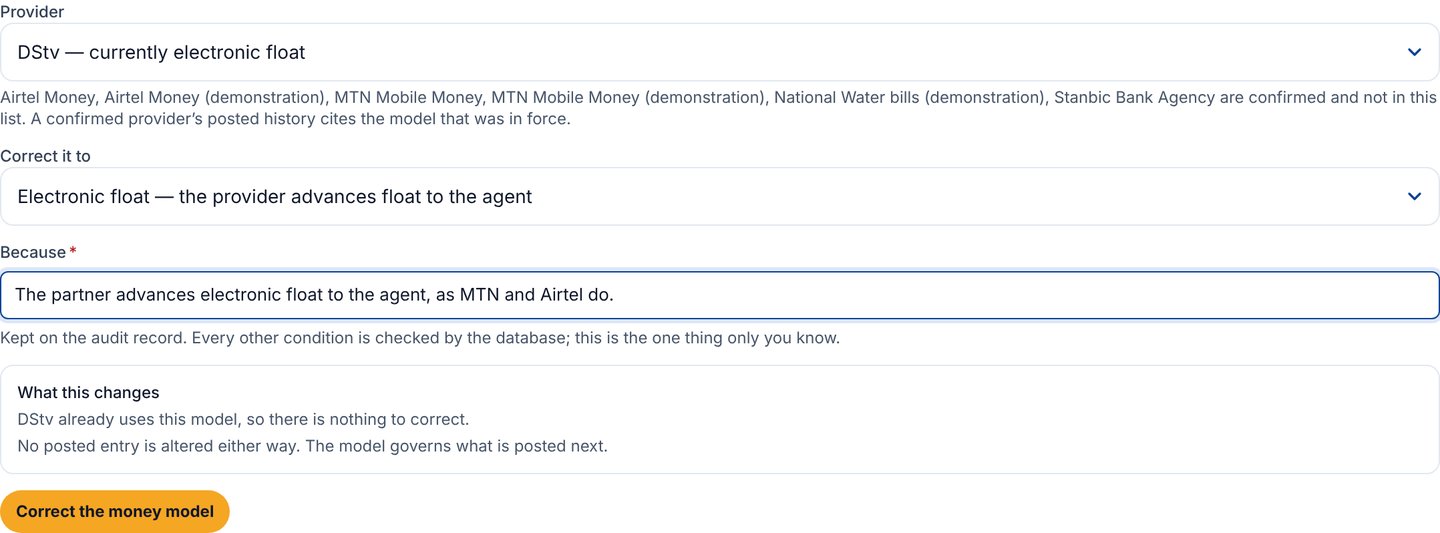 Provider
DStv — currently electronic float
Airtel Money, Airtel Money (demonstration), MTN Mobile Money, MTN Mobile Money (demonstration), National Water bills (demonstration), Stanbic Bank Agency are confirmed and not in this
list. A confirmed provider’s posted history cites the model that was in force.
Correct it to
Electronic float — the provider advances float to the agent
Because *
The partner advances electronic float to the agent, as MTN and Airtel do.
Kept on the audit record. Every other condition is checked by the database; this is the one thing only you know.
What this changes
DStv already uses this model, so there is nothing to correct.
No posted entry is altered either way. The model governs what is posted next.
Correct the money model